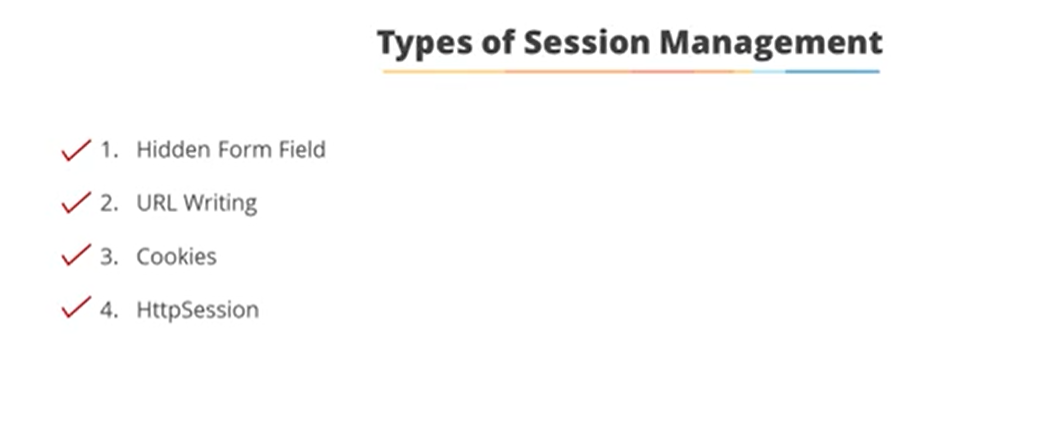 Types of Session Management
1. Hidden Form Field
2. URL Writing
3. Cookies
4. HttpSession